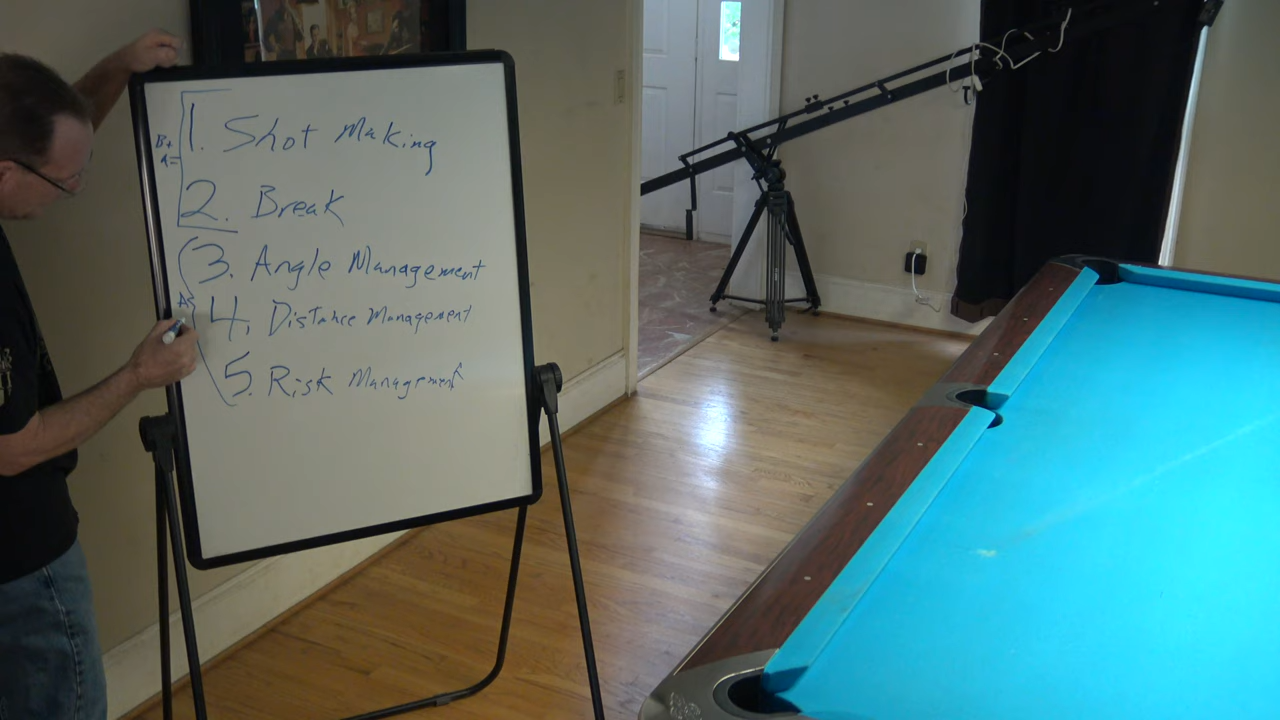 1. Shot Making
B+
A=
2. Break
3. Angle Management
4. Distance Management
5. Risk Management